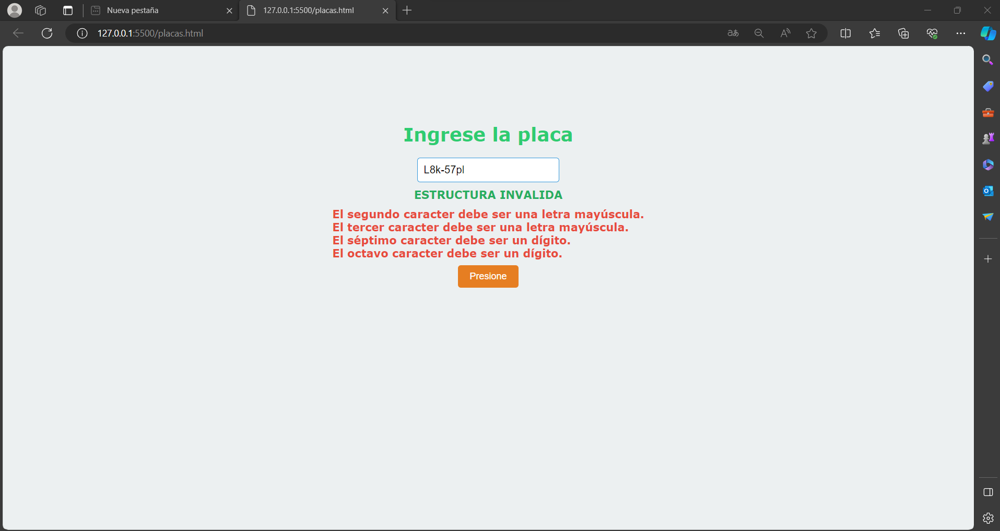 Nueva pestaña
127.0.0.1:5500/placas.html
127.0.0.1:5500/placas.html
Ingrese la placa
L8k-57pl
ESTRUCTURA INVALIDA
El segundo caracter debe ser una letra mayúscula.
El tercer caracter debe ser una letra mayúscula.
El séptimo caracter debe ser un dígito.
El octavo caracter debe ser un dígito.
Presione